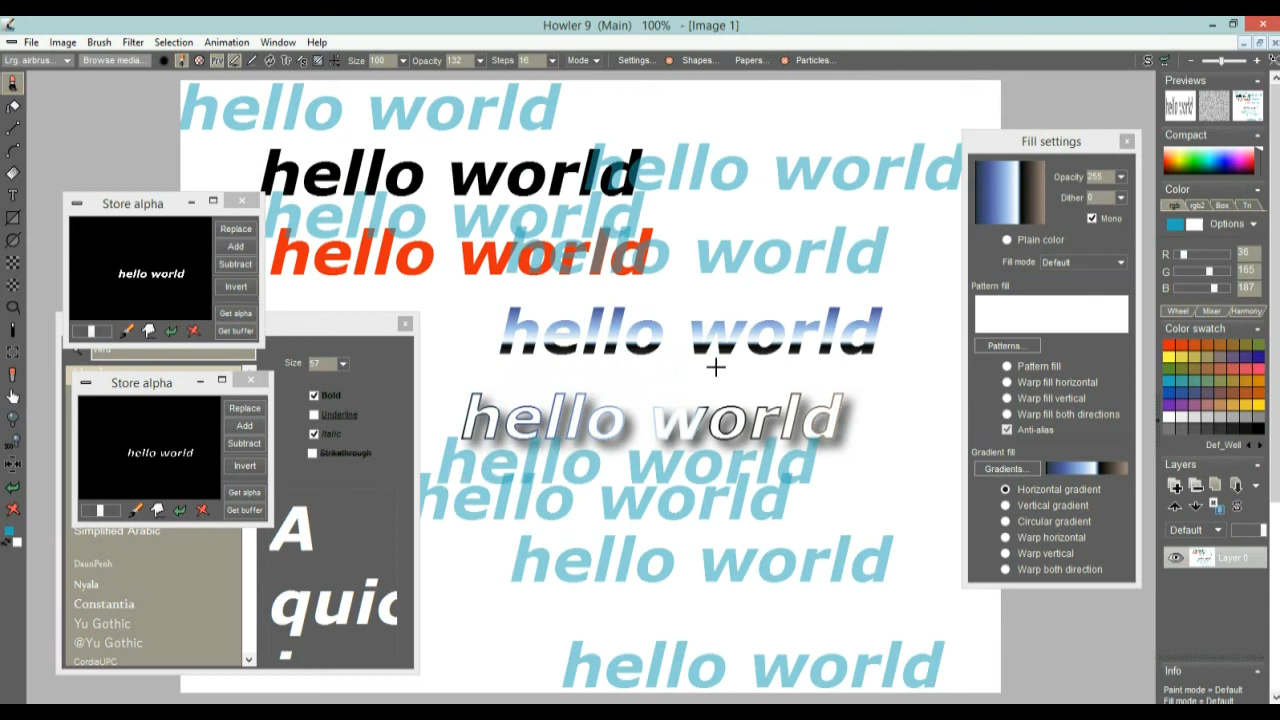 Howler 9 (Main) 100% - [Image 1]
File Image Brush Filter Selection Animation Window Help
Lrg. airbrus... Browse media... Size 100 Opacity 132 Steps 16 Mode Settings... Shapes... Papers... Particles...
hello world
hello world
hello world
hello world
hello world
hello world
hello world
hello world
hello world
hello world
hello world
hello world
Store alpha
Replace
Add
Subtract
Invert
Get alpha
Get buffer
Store alpha
Replace
Add
Subtract
Invert
Get alpha
Get buffer
Size 57
Bold
Underline
Italic
Strikethrough
Simplified Arabic
DaunPenh
Nyala
Constantia
Yu Gothic
@Yu Gothic
CordiaUPC
A
quic
Fill settings
Opacity 255
Dither 0
Mono
Plain color
Fill mode Default
Pattern fill
Patterns...
Pattern fill
Warp fill horizontal
Warp fill vertical
Warp fill both directions
Anti-alias
Gradient fill
Gradients...
Horizontal gradient
Vertical gradient
Circular gradient
Warp horizontal
Warp vertical
Warp both direction
Previews
Compact
Color
rgb rgb2 Box Tri
Options
R 36
G 165
B 187
Wheel Mixer Harmony
Color swatch
Def_Well
Layers
Default
Layer 0
Info
Paint mode = Default
Fill mode = Default